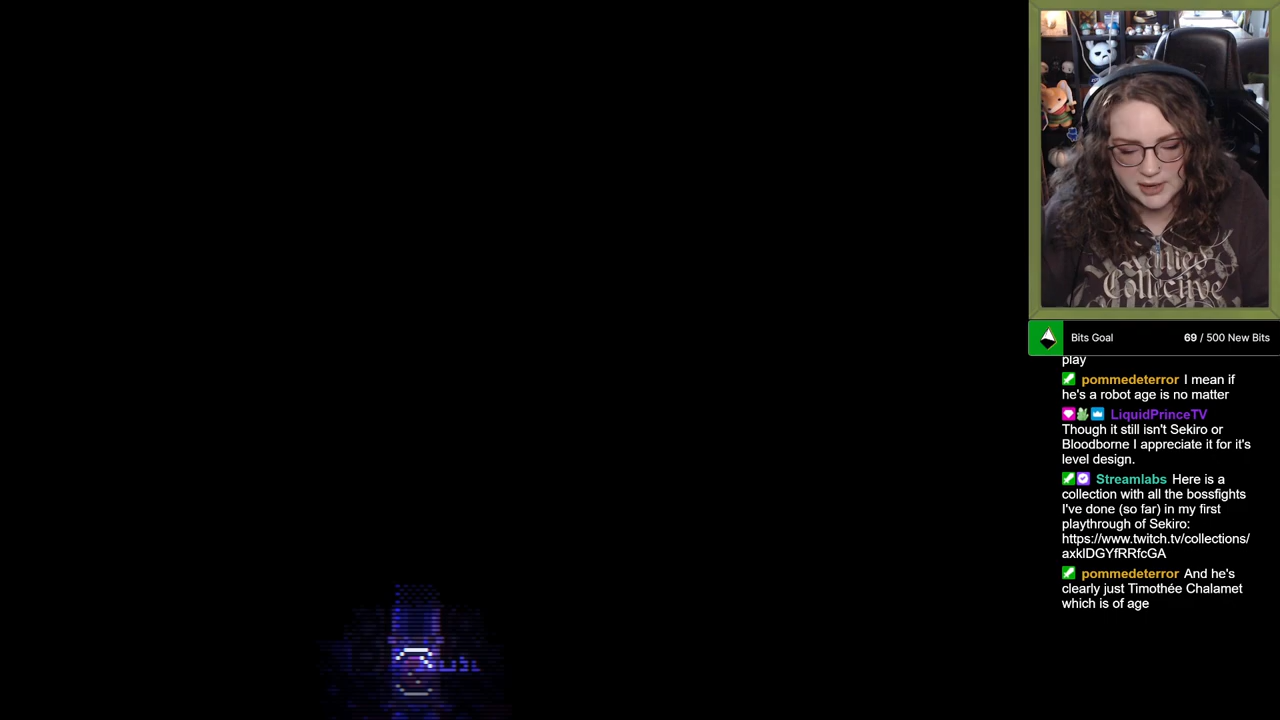 Allied
Collective
Bits Goal 69 / 500 New Bits
play
pommedeterror I mean if
he's a robot age is no matter
LiquidPrinceTV
Though it still isn't Sekiro or
Bloodborne I appreciate it for it's
level design.
Streamlabs Here is a
collection with all the bossfights
I've done (so far) in my first
playthrough of Sekiro:
https://www.twitch.tv/collections/
axklDGYfRRfcGA
pommedeterror And he's
clearly just Timothée Chalamet
which is of age